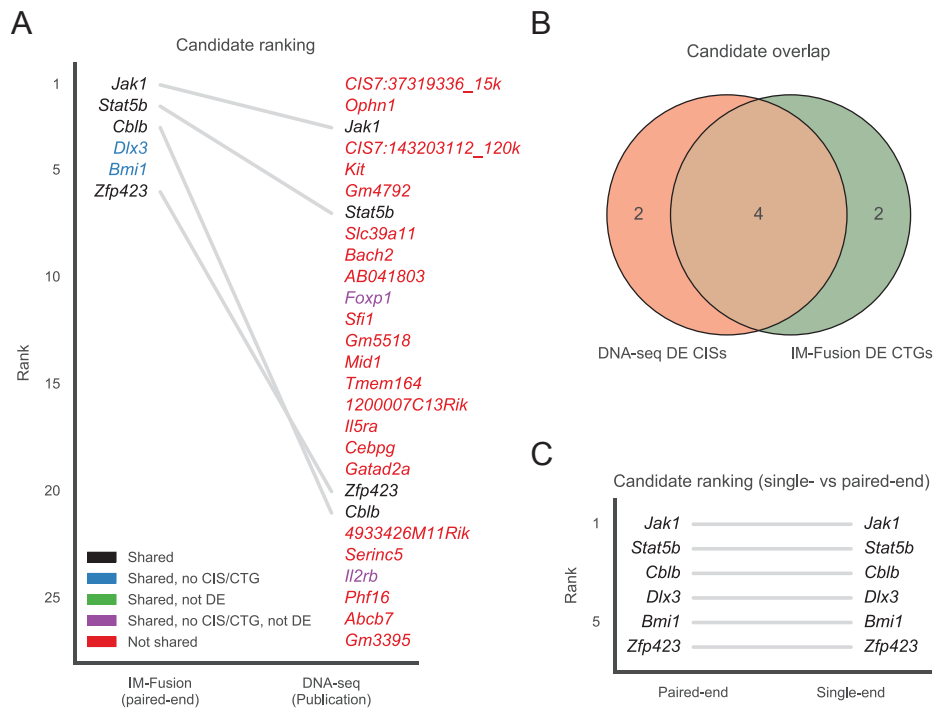 A
Candidate ranking
1
5
10
15
20
25
Rank
Jak1
Stat5b
Cblb
Dlx3
Bmi1
Zfp423
CIS7:37319336_15k
Ophn1
Jak1
CIS7:143203112_120k
Kit
Gm4792
Stat5b
Slc39a11
Bach2
AB041803
Foxp1
Sfi1
Gm5518
Mid1
Tmem164
1200007C13Rik
Il5ra
Cebpg
Gatad2a
Zfp423
Cblb
4933426M11Rik
Serinc5
Il2rb
Phf16
Abcb7
Gm3395
Shared
Shared, no CIS/CTG
Shared, not DE
Shared, no CIS/CTG, not DE
Not shared
IM-Fusion
(paired-end)
DNA-seq
(Publication)
B
Candidate overlap
2
4
2
DNA-seq DE CISs
IM-Fusion DE CTGs
C
Candidate ranking (single- vs paired-end)
1
5
Rank
Jak1
Jak1
Stat5b
Stat5b
Cblb
Cblb
Dlx3
Dlx3
Bmi1
Bmi1
Zfp423
Zfp423
Paired-end
Single-end